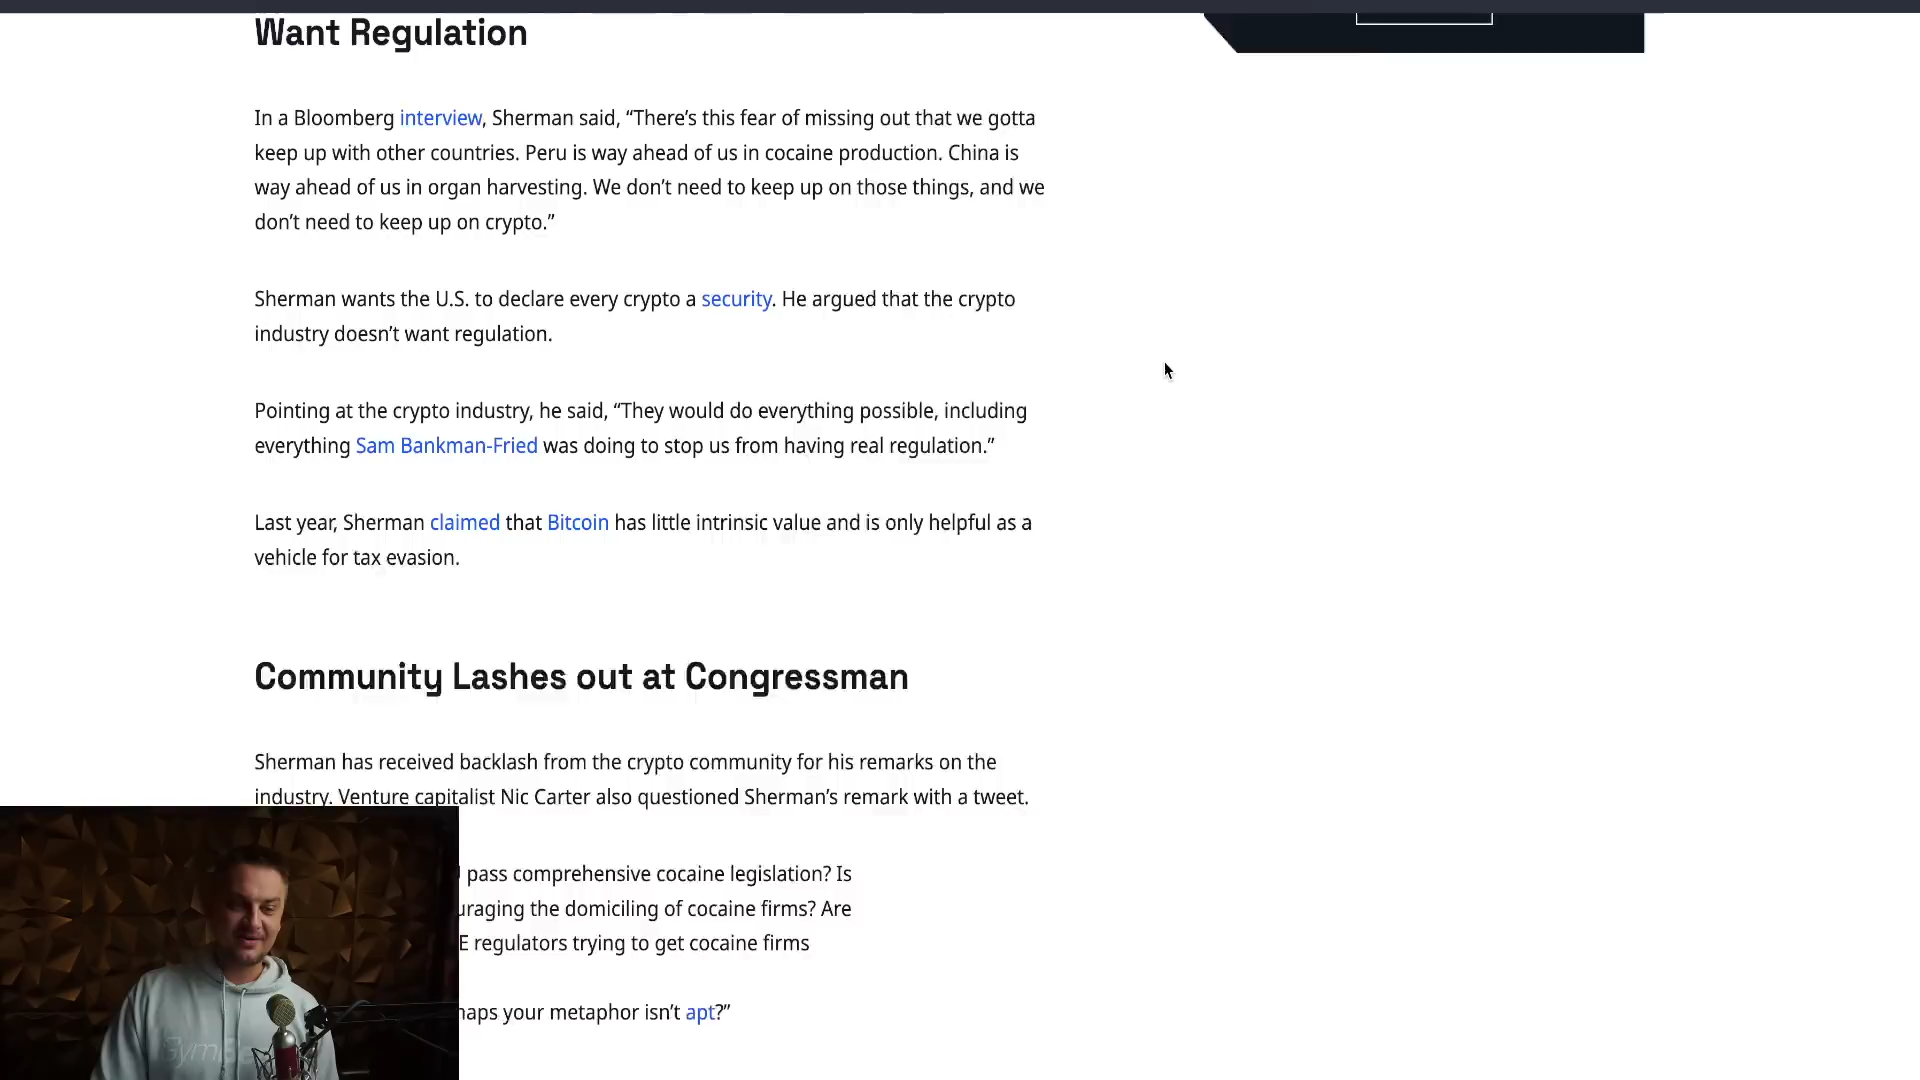 Want Regulation
In a Bloomberg interview, Sherman said, “There’s this fear of missing out that we gotta
keep up with other countries. Peru is way ahead of us in cocaine production. China is
way ahead of us in organ harvesting. We don’t need to keep up on those things, and we
don’t need to keep up on crypto.”
Sherman wants the U.S. to declare every crypto a security. He argued that the crypto
industry doesn’t want regulation.
Pointing at the crypto industry, he said, “They would do everything possible, including
everything Sam Bankman-Fried was doing to stop us from having real regulation.”
Last year, Sherman claimed that Bitcoin has little intrinsic value and is only helpful as a
vehicle for tax evasion.
Community Lashes out at Congressman
Sherman has received backlash from the crypto community for his remarks on the
industry. Venture capitalist Nic Carter also questioned Sherman’s remark with a tweet.
pass comprehensive cocaine legislation? Is
uraging the domiciling of cocaine firms? Are
E regulators trying to get cocaine firms
haps your metaphor isn’t apt?”